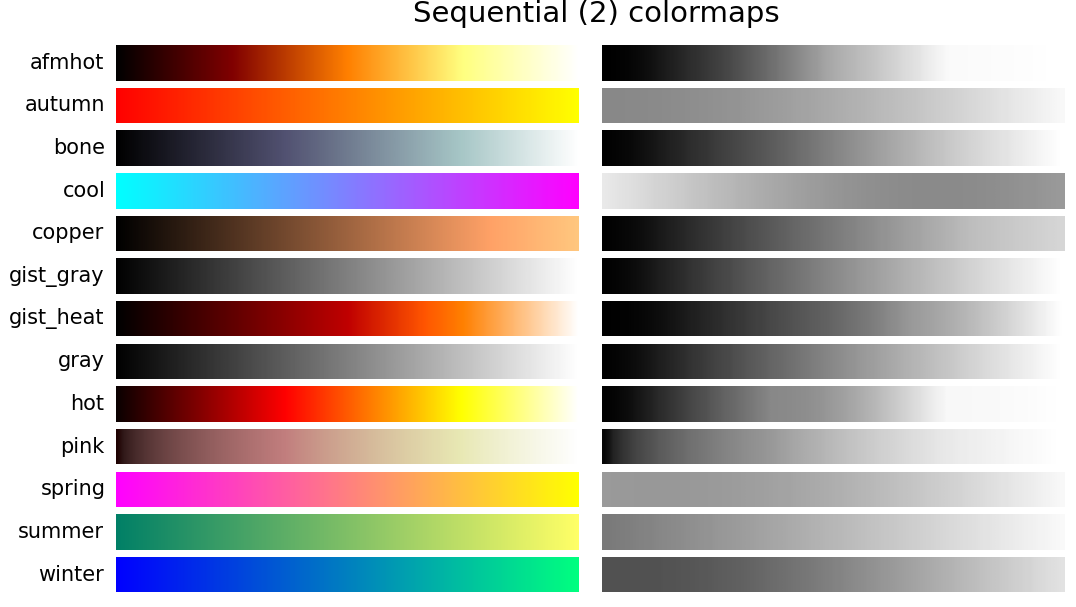 Sequential (2) colormaps
afmhot
autumn
bone
cool
copper
gist_gray
gist_heat
gray
hot
pink
spring
summer
winter